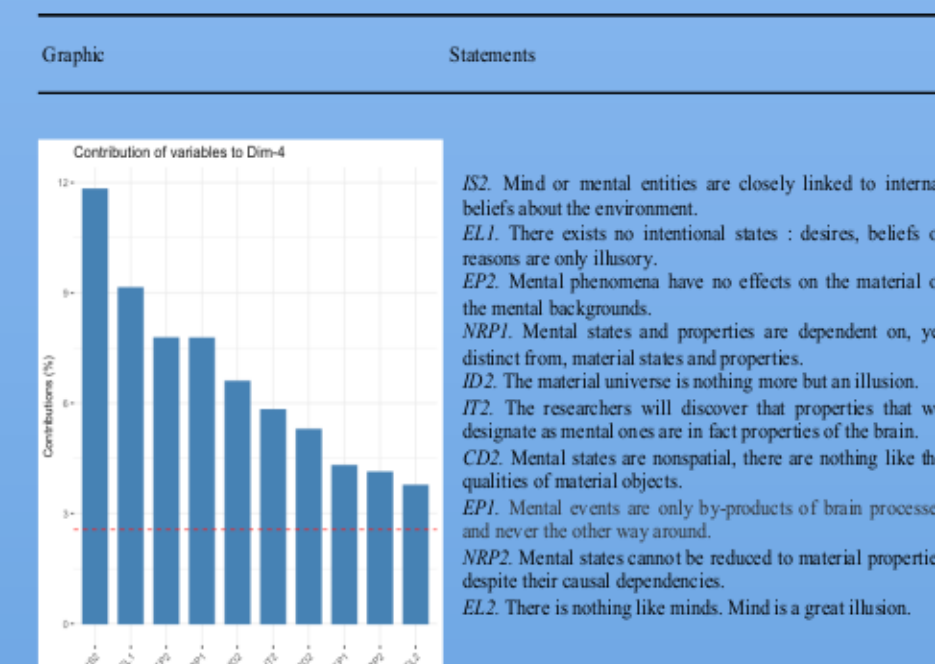 Graphic
Statements
Contribution of variables to Dim-4
12
9
6
3
0
Contributions (%)
IS2. Mind or mental entities are closely linked to
beliefs about the environment.
EL1. There exists no intentional states : desires, beliefs
reasons are only illusory.
EP2. Mental phenomena have no effects on the material
the mental backgrounds.
NRP1. Mental states and properties are dependent on,
distinct from, material states and properties.
ID2. The material universe is nothing more but an illusion.
IT2. The researchers will discover that properties that
designate as mental ones are in fact properties of the brain.
CD2. Mental states are nonspatial, there are nothing like
qualities of material objects.
EP1. Mental events are only by-products of brain
and never the other way around.
NRP2. Mental states cannot be reduced to material
despite their causal dependencies.
EL2. There is nothing like minds. Mind is a great illusion.